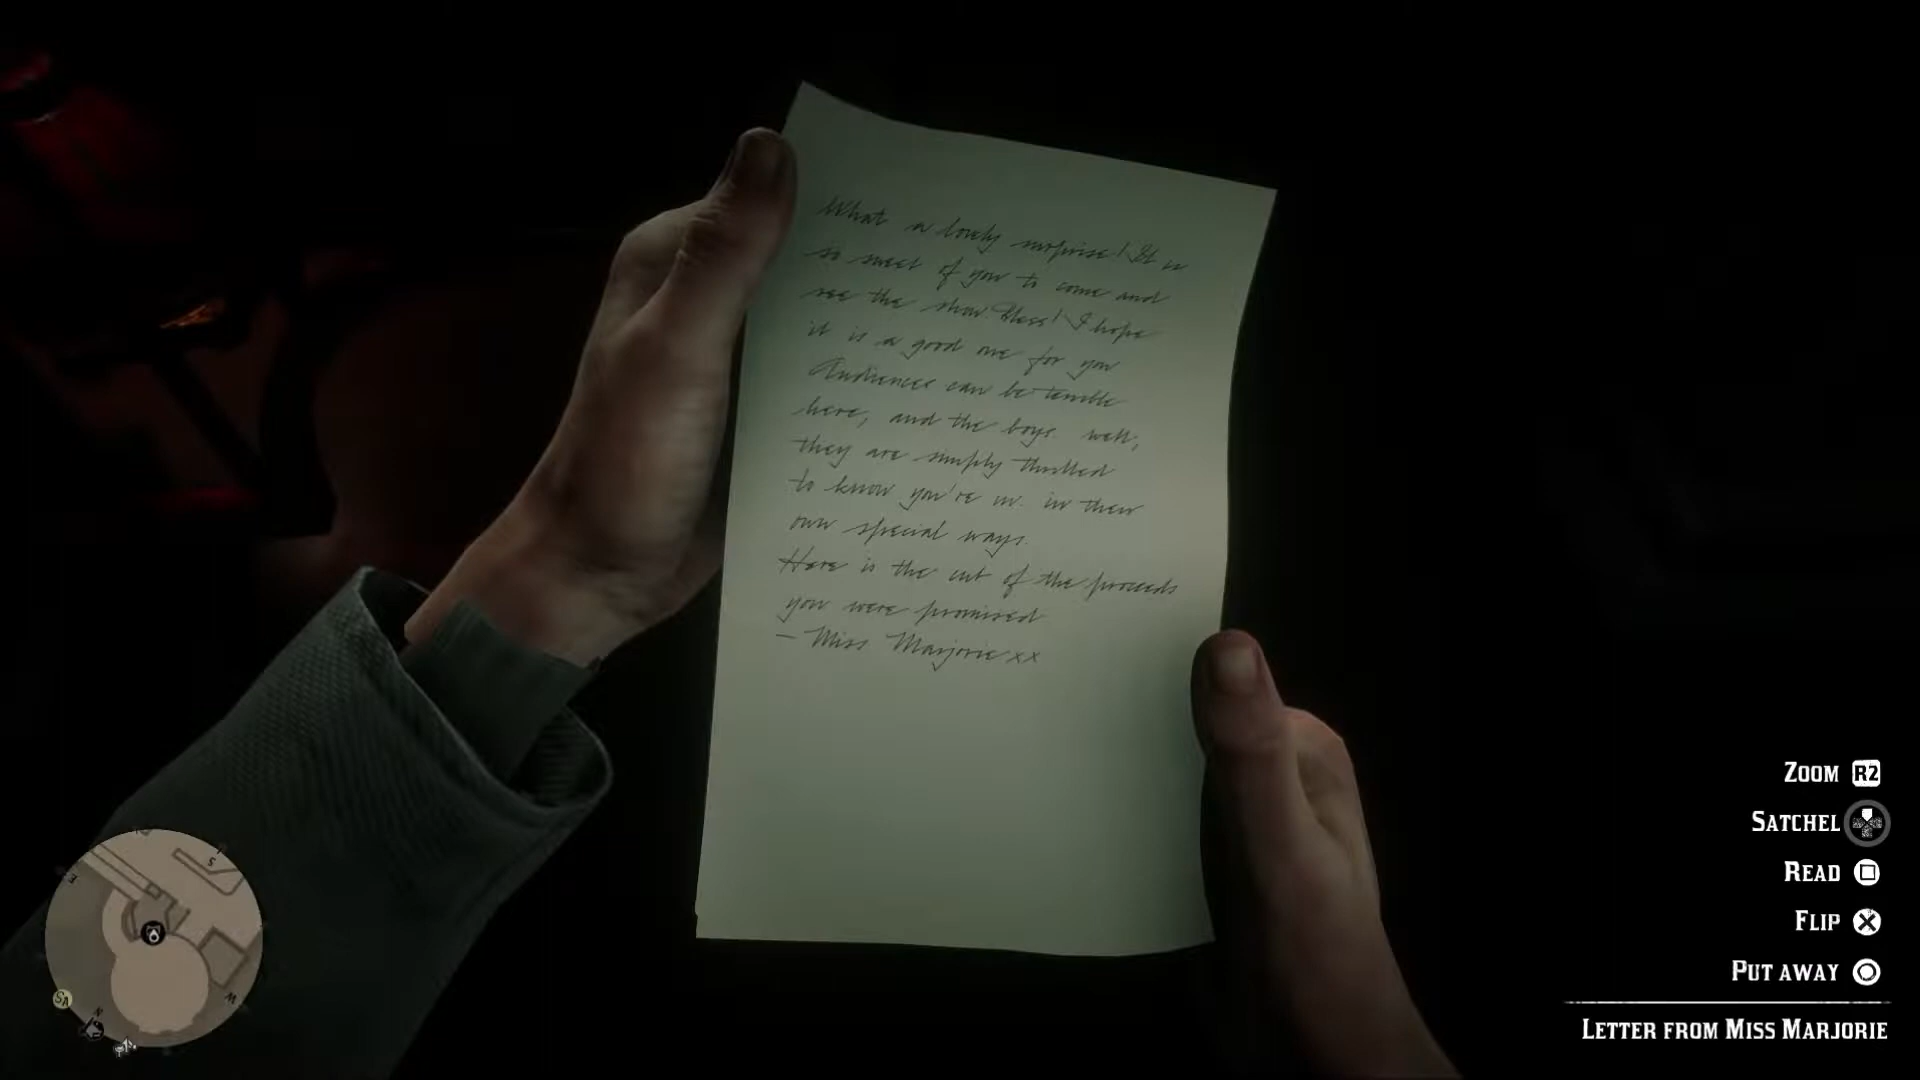 What a lovely surprise! It is
so sweet of you to come and
see the show. Bless! I hope
it is a good one for you
Audiences can be terrible
here, and the boys. well,
they are simply thrilled
to know you're in. in their
own special ways.
Here is the cut of the proceeds
you were promised
- Miss Marjorie xx
ZOOM R2
SATCHEL
READ
FLIP
PUT AWAY
LETTER FROM MISS MARJORIE
S
E
W
N
SA